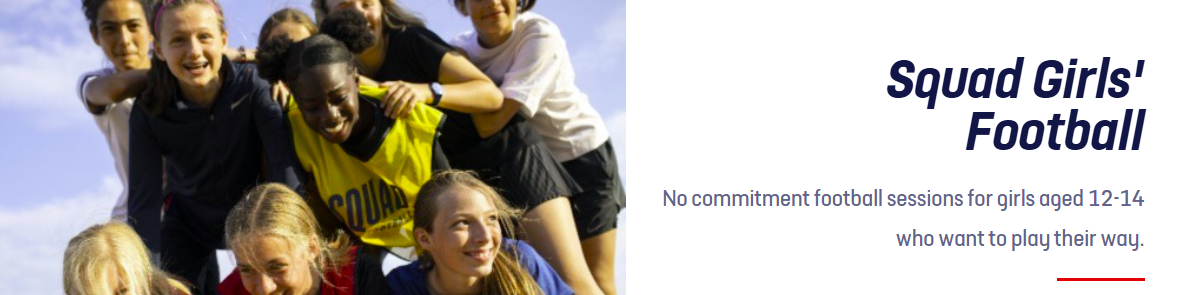 SQUAD
Squad Girls'
Football
No commitment football sessions for girls aged 12-14
who want to play their way.